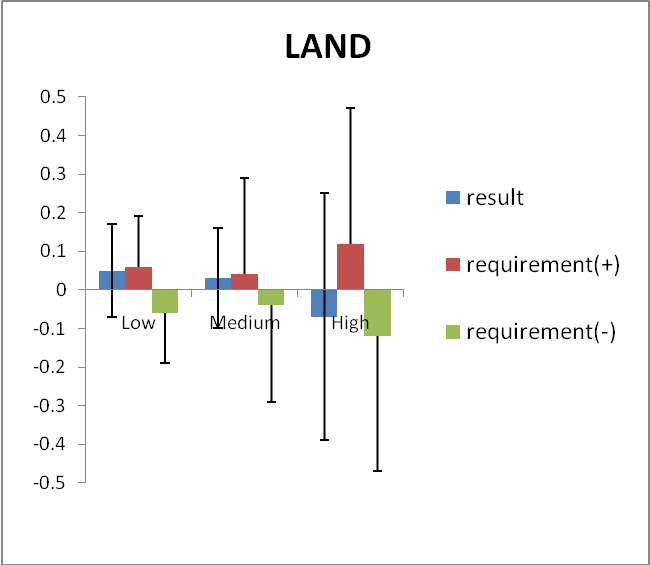 LAND
0.5
0.4
0.3
0.2
0.1
0
-0.1
-0.2
-0.3
-0.4
-0.5
Low Medium High
result
requirement(+)
requirement(-)